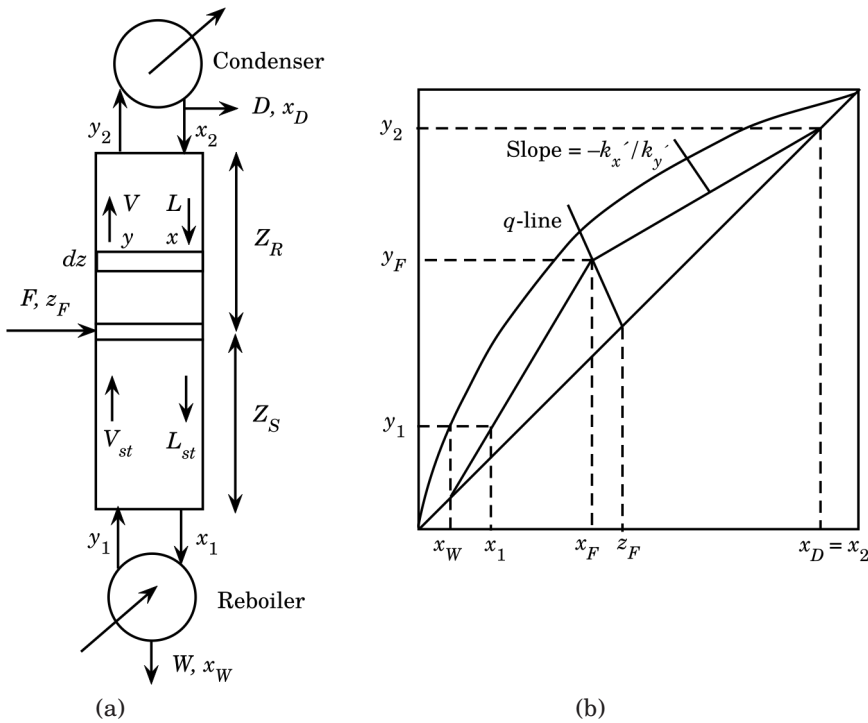 Condenser
D, x_D
y_2
x_2
V
L
y
x
Z_R
dz
F, z_F
Z_S
V_st
L_st
y_1
x_1
Reboiler
W, x_W
(a)
y_2
Slope = –k_x´/k_y´
q-line
y_F
y_1
x_W
x_1
x_F
z_F
x_D = x_2
(b)